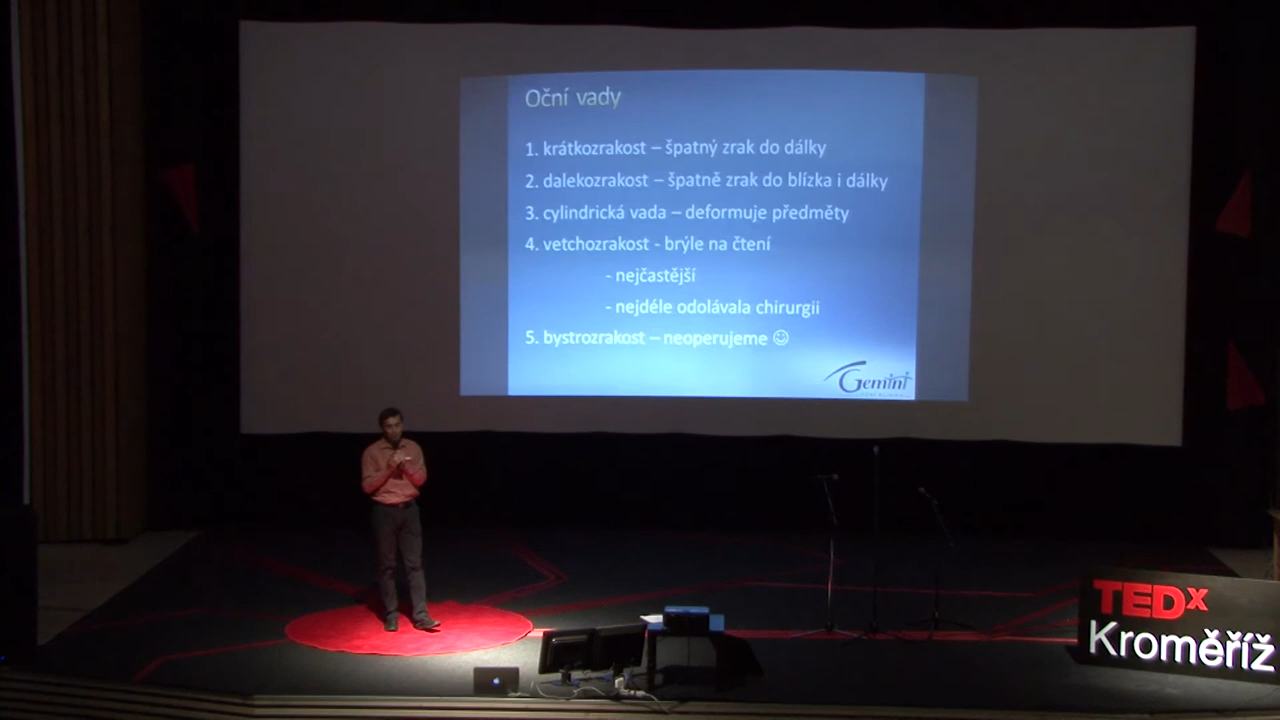 Oční vady
1. krátkozrakost – špatný zrak do dálky
2. dalekozrakost – špatně zrak do blízka i dálky
3. cylindrická vada – deformuje předměty
4. vetchozrakost - brýle na čtení
- nejčastější
- nejdéle odolávala chirurgii
5. bystrozrakost – neoperujeme ☺
Gemini
TEDx
Kroměříž